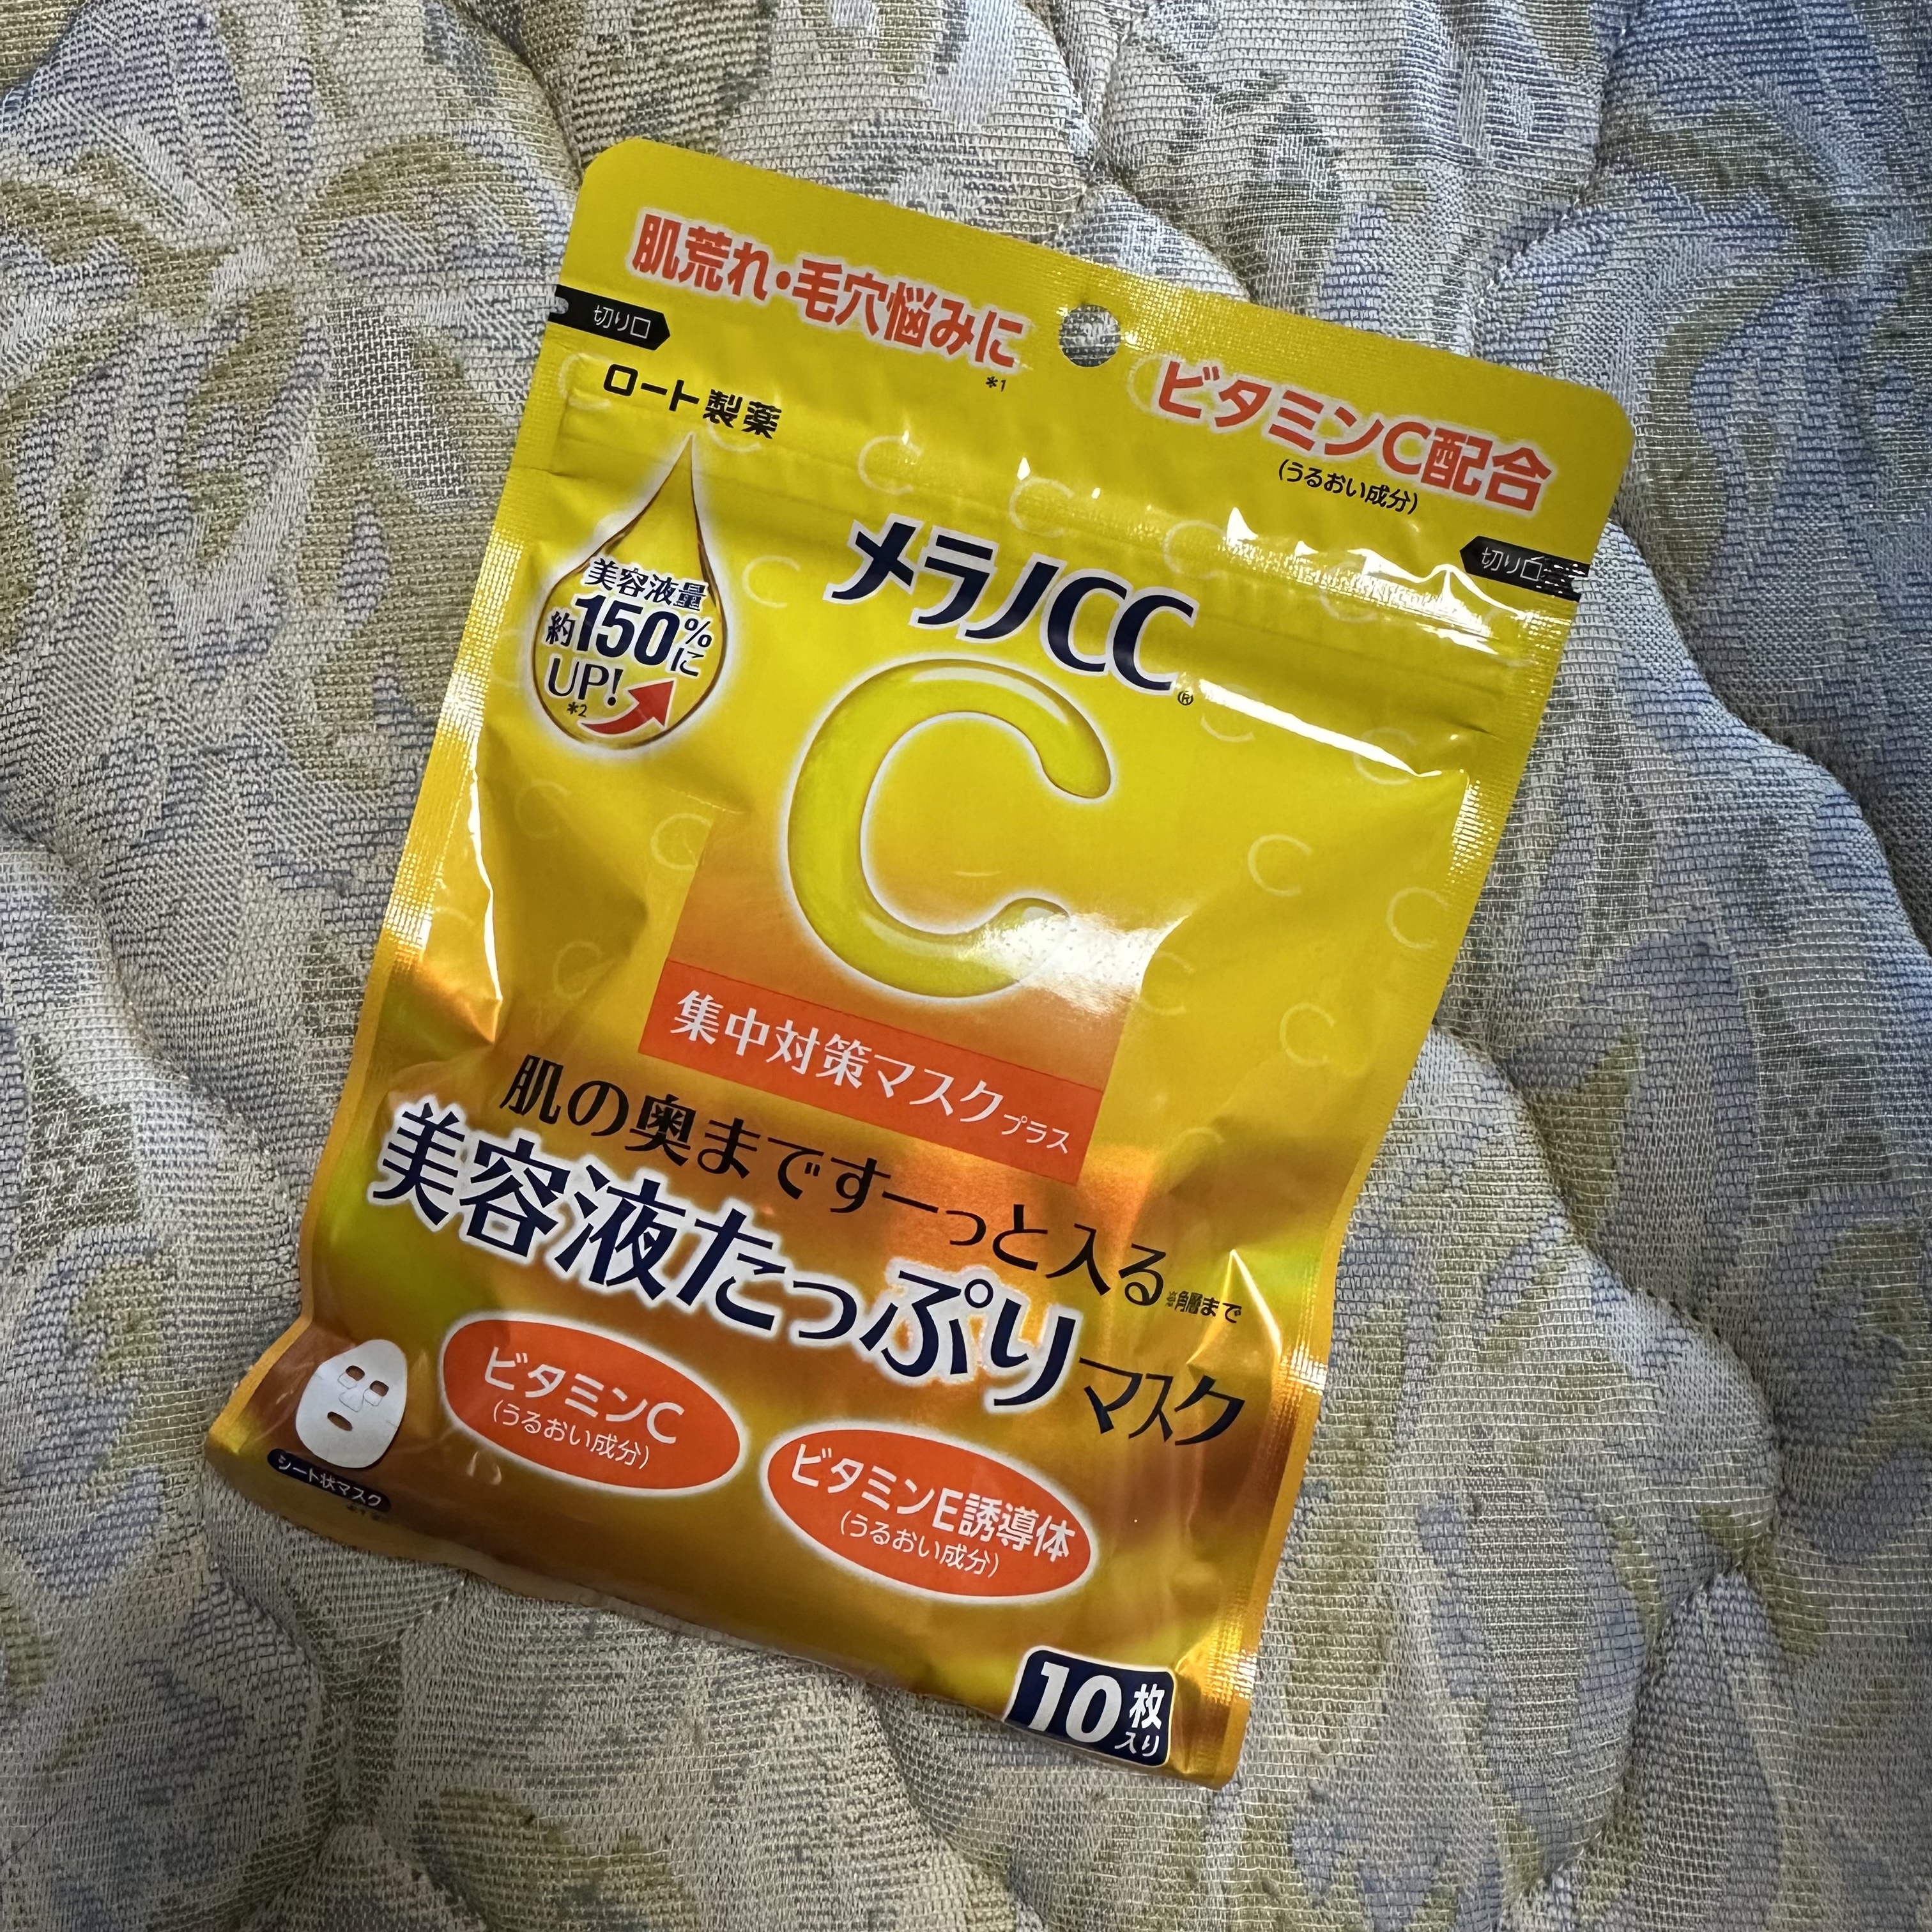 肌荒れ・毛穴悩みに
*1
ビタミンC配合
(うるおい成分)
切り口
切り口
ロート製薬
美容液量
約150%に
UP!
*2
メラノCC
®
C
集中対策マスクプラス
肌の奥まですーっと入る※角層まで
美容液たっぷりマスク
ビタミンC
(うるおい成分)
ビタミンE誘導体
(うるおい成分)
シート状マスク
10枚入り